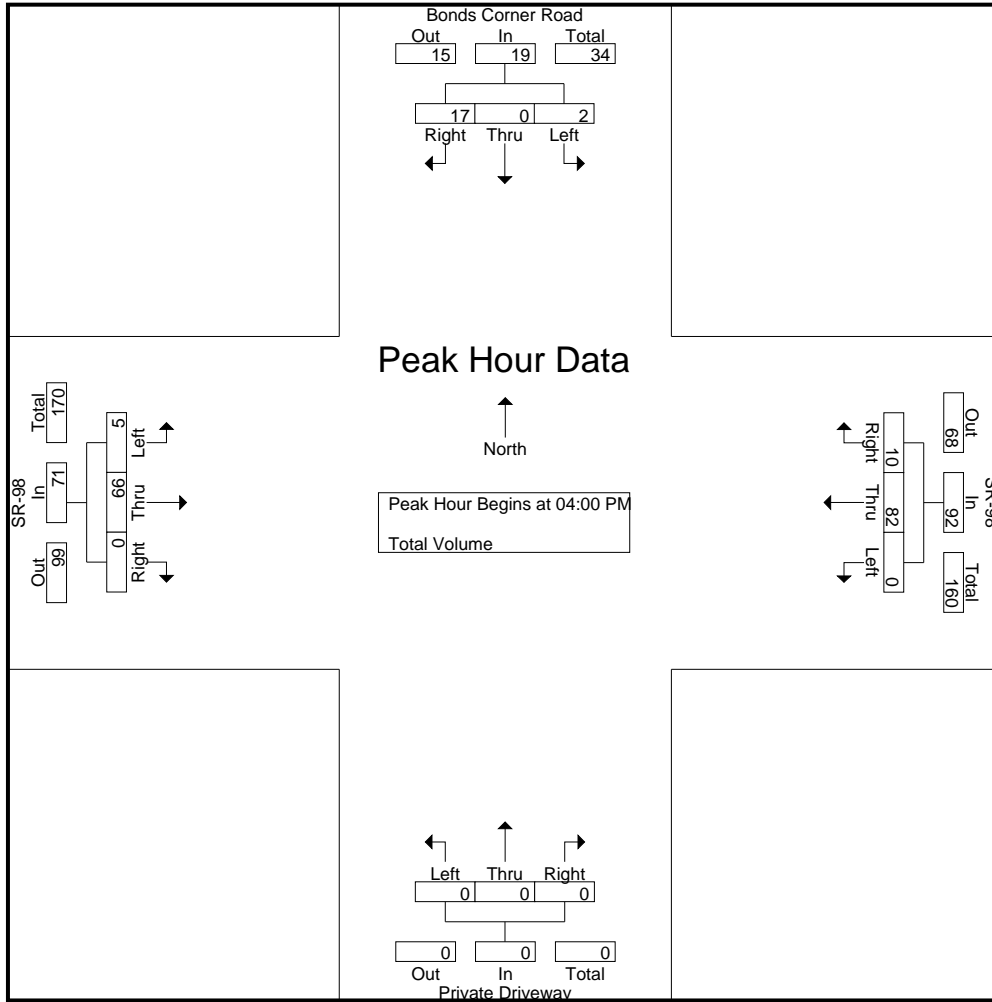 Bonds Corner Road
Out In Total
15 19 34
17 0 2
Right Thru Left
Peak Hour Data
North
Peak Hour Begins at 04:00 PM
Total Volume
SR-98
Total In Out
170 71 99
5 66 0
Left Thru Right
SR-98
Out In Total
68 92 160
10 82 0
Right Thru Left
Left Thru Right
0 0 0
0 0 0
Out In Total
Private Driveway